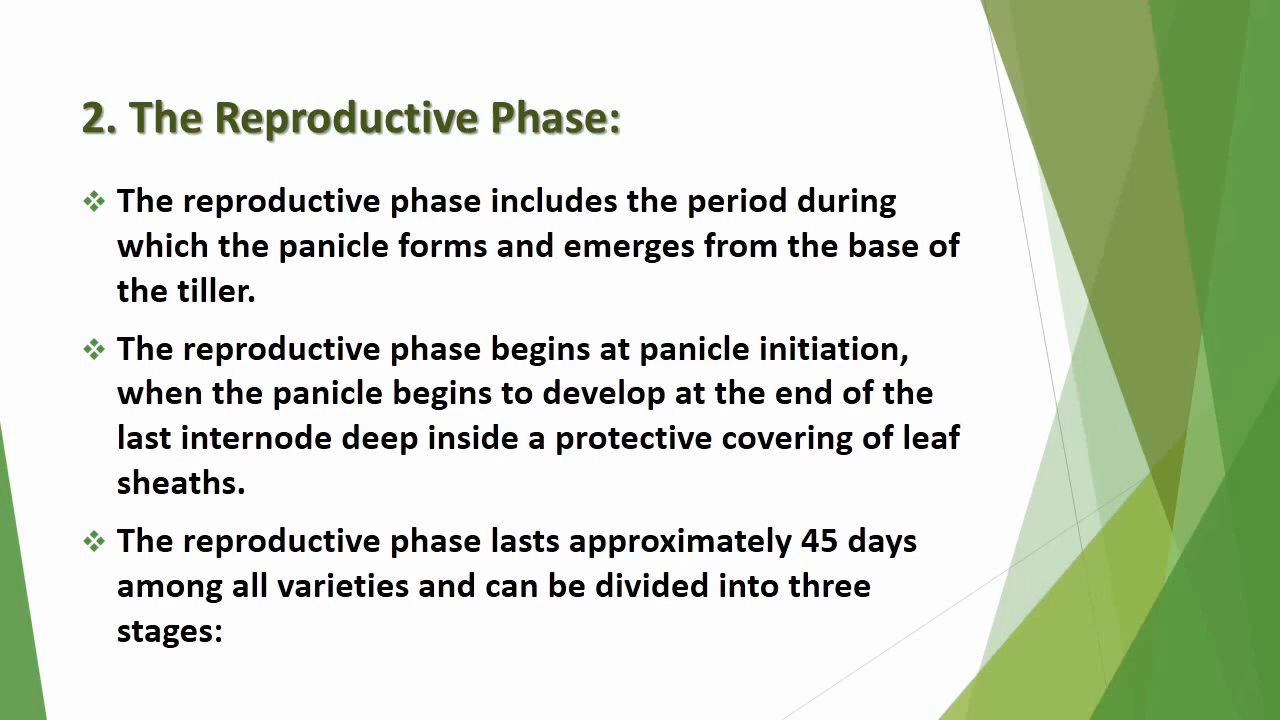 2. The Reproductive Phase:
The reproductive phase includes the period during
which the panicle forms and emerges from the base of
the tiller.
The reproductive phase begins at panicle initiation,
when the panicle begins to develop at the end of the
last internode deep inside a protective covering of leaf
sheaths.
The reproductive phase lasts approximately 45 days
among all varieties and can be divided into three
stages: